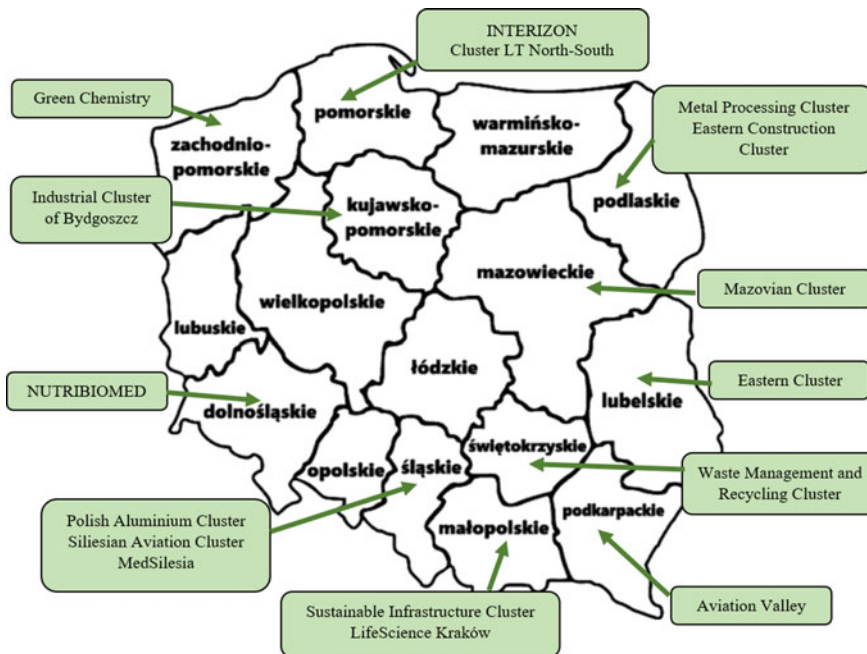 INTERIZON
Cluster LT North-South
Green Chemistry
pomorskie
warmińsko-
mazurskie
Metal Processing Cluster
Eastern Construction
Cluster
zachodnio-
pomorskie
podlaskie
Industrial Cluster
of Bydgoszcz
kujawsko-
pomorskie
mazowieckie
Mazovian Cluster
wielkopolskie
lubuskie
łódzkie
Eastern Cluster
NUTRIBIOMED
dolnośląskie
lubelskie
świętokrzyskie
opolskie
śląskie
Waste Management and
Recycling Cluster
Polish Aluminium Cluster
Siliesian Aviation Cluster
MedSilesia
małopolskie
podkarpackie
Sustainable Infrastructure Cluster
LifeScience Kraków
Aviation Valley